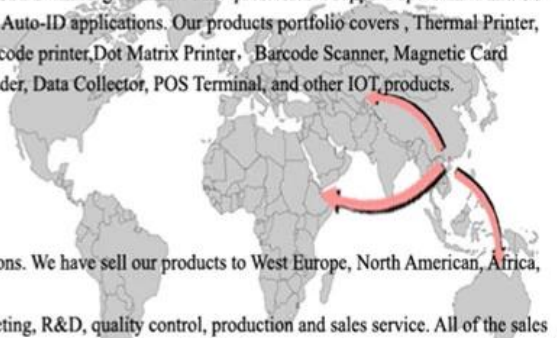 Auto-ID applications. Our products portfolio covers , Thermal Printer,
code printer,Dot Matrix Printer, Barcode Scanner, Magnetic Card
der, Data Collector, POS Terminal, and other IOT products.
ons. We have sell our products to West Europe, North American, Africa,
eting, R&D, quality control, production and sales service. All of the sales